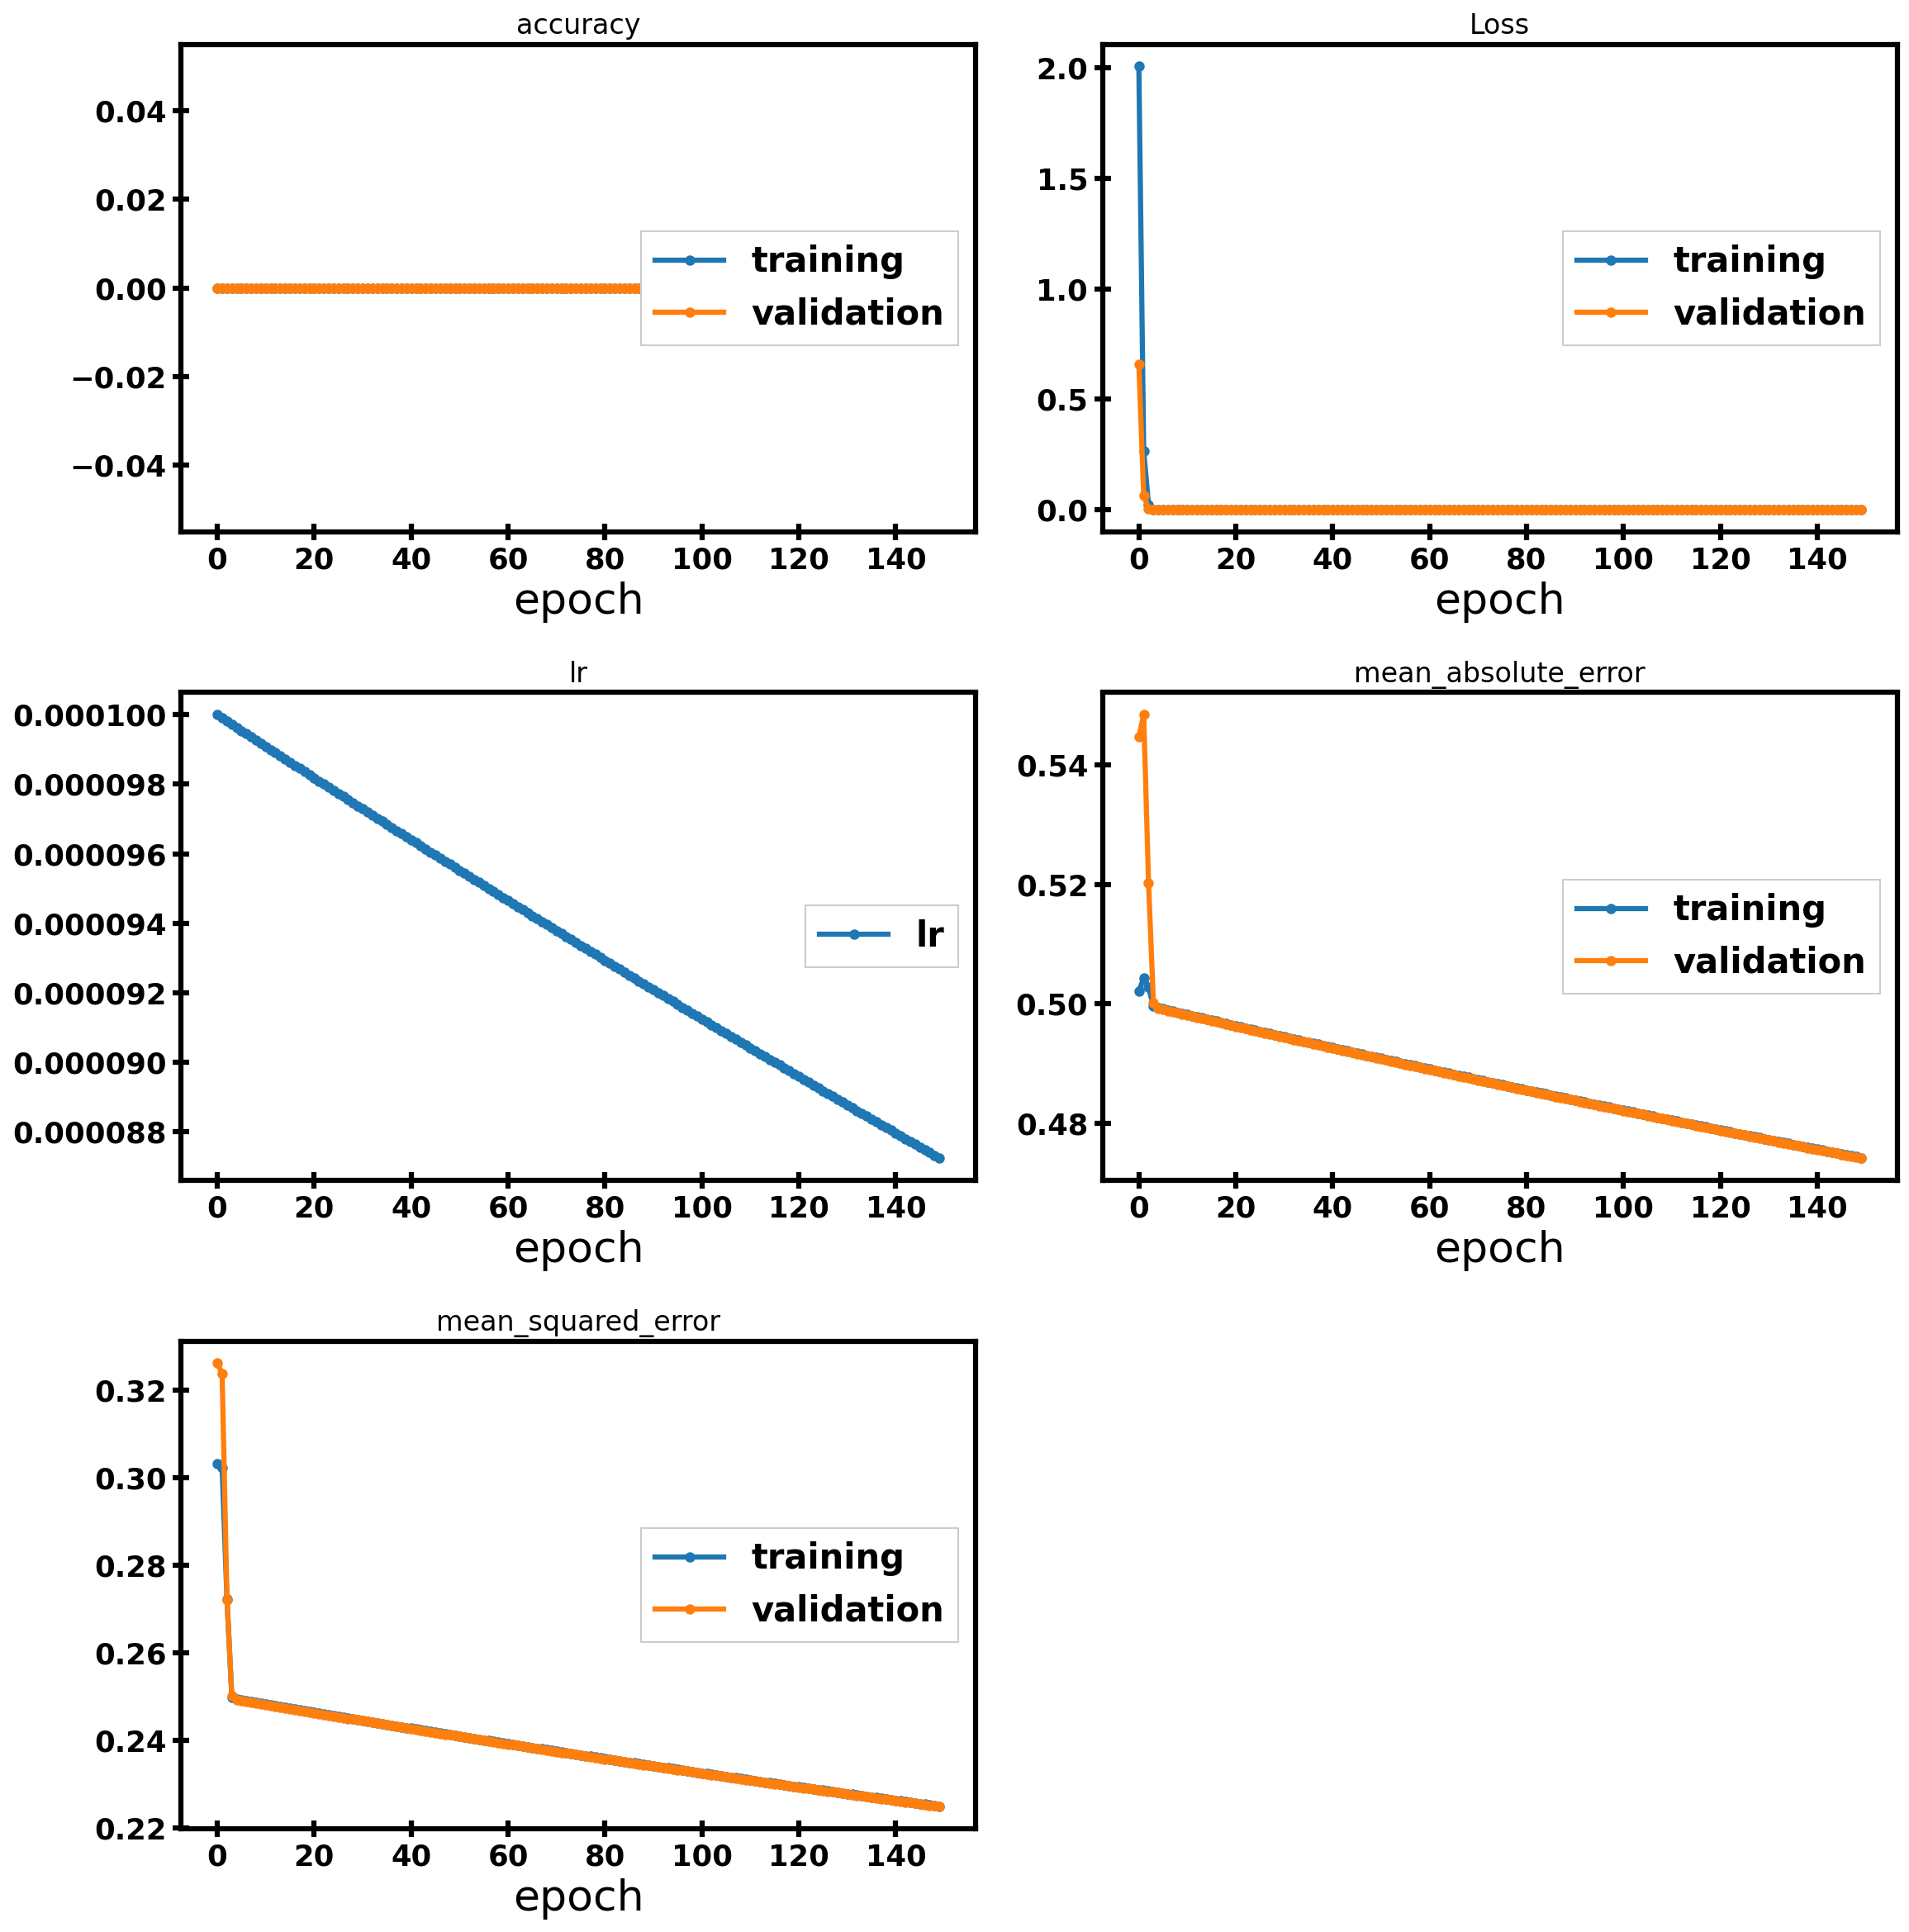 accuracy
0.04
0.02
0.00
−0.02
−0.04
training
validation
0 20 40 60 80 100 120 140
epoch
Loss
2.0
1.5
1.0
0.5
0.0
training
validation
0 20 40 60 80 100 120 140
epoch
lr
0.000100
0.000098
0.000096
0.000094
0.000092
0.000090
0.000088
lr
0 20 40 60 80 100 120 140
epoch
mean_absolute_error
0.54
0.52
0.50
0.48
training
validation
0 20 40 60 80 100 120 140
epoch
mean_squared_error
0.32
0.30
0.28
0.26
0.24
0.22
training
validation
0 20 40 60 80 100 120 140
epoch